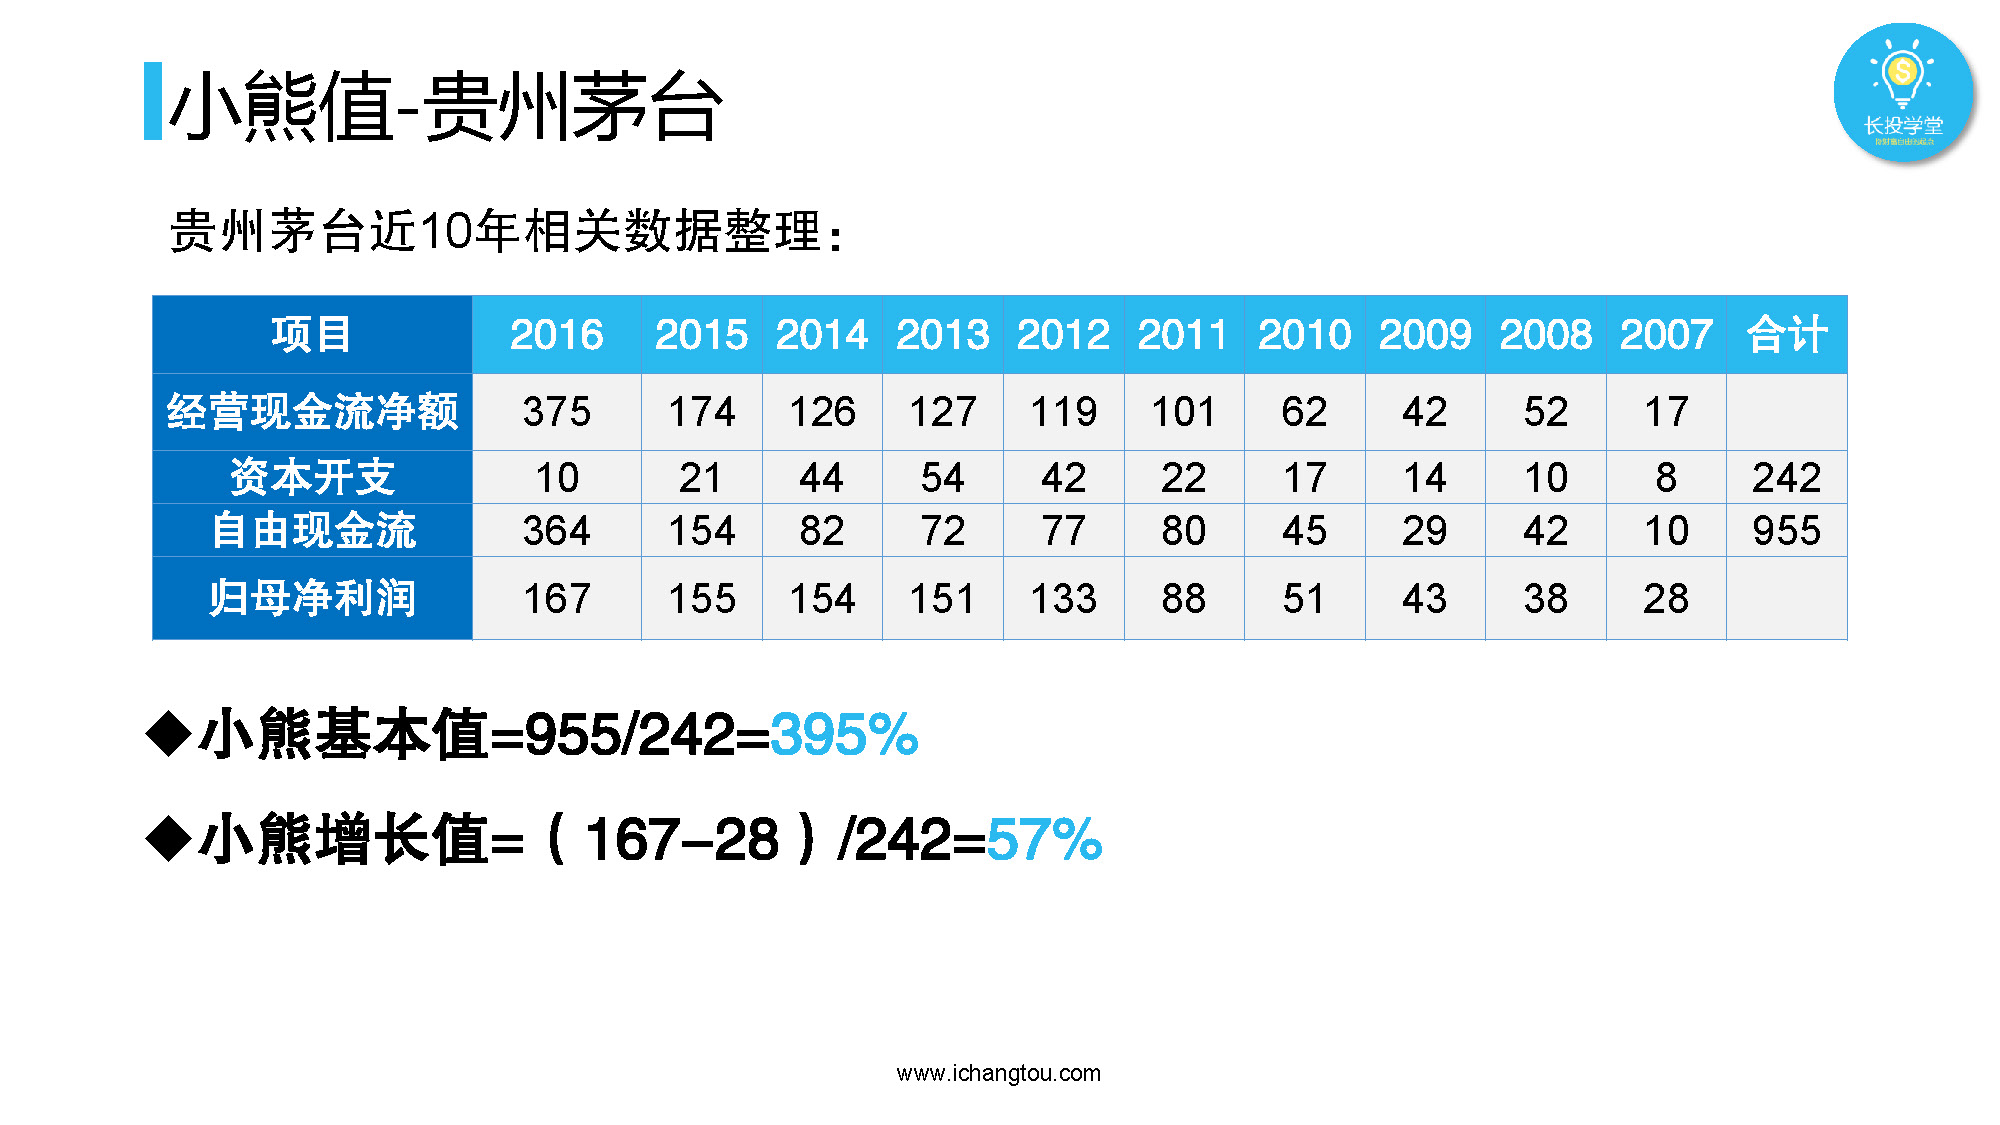 小熊值-贵州茅台
长投学堂
贵州茅台近10年相关数据整理：
项目 2016 2015 2014 2013 2012 2011 2010 2009 2008 2007 合计
经营现金流净额 375 174 126 127 119 101 62 42 52 17
资本开支 10 21 44 54 42 22 17 14 10 8 242
自由现金流 364 154 82 72 77 80 45 29 42 10 955
归母净利润 167 155 154 151 133 88 51 43 38 28
◆小熊基本值=955/242=395%
◆小熊增长值=（167-28）/242=57%
www.ichangtou.com